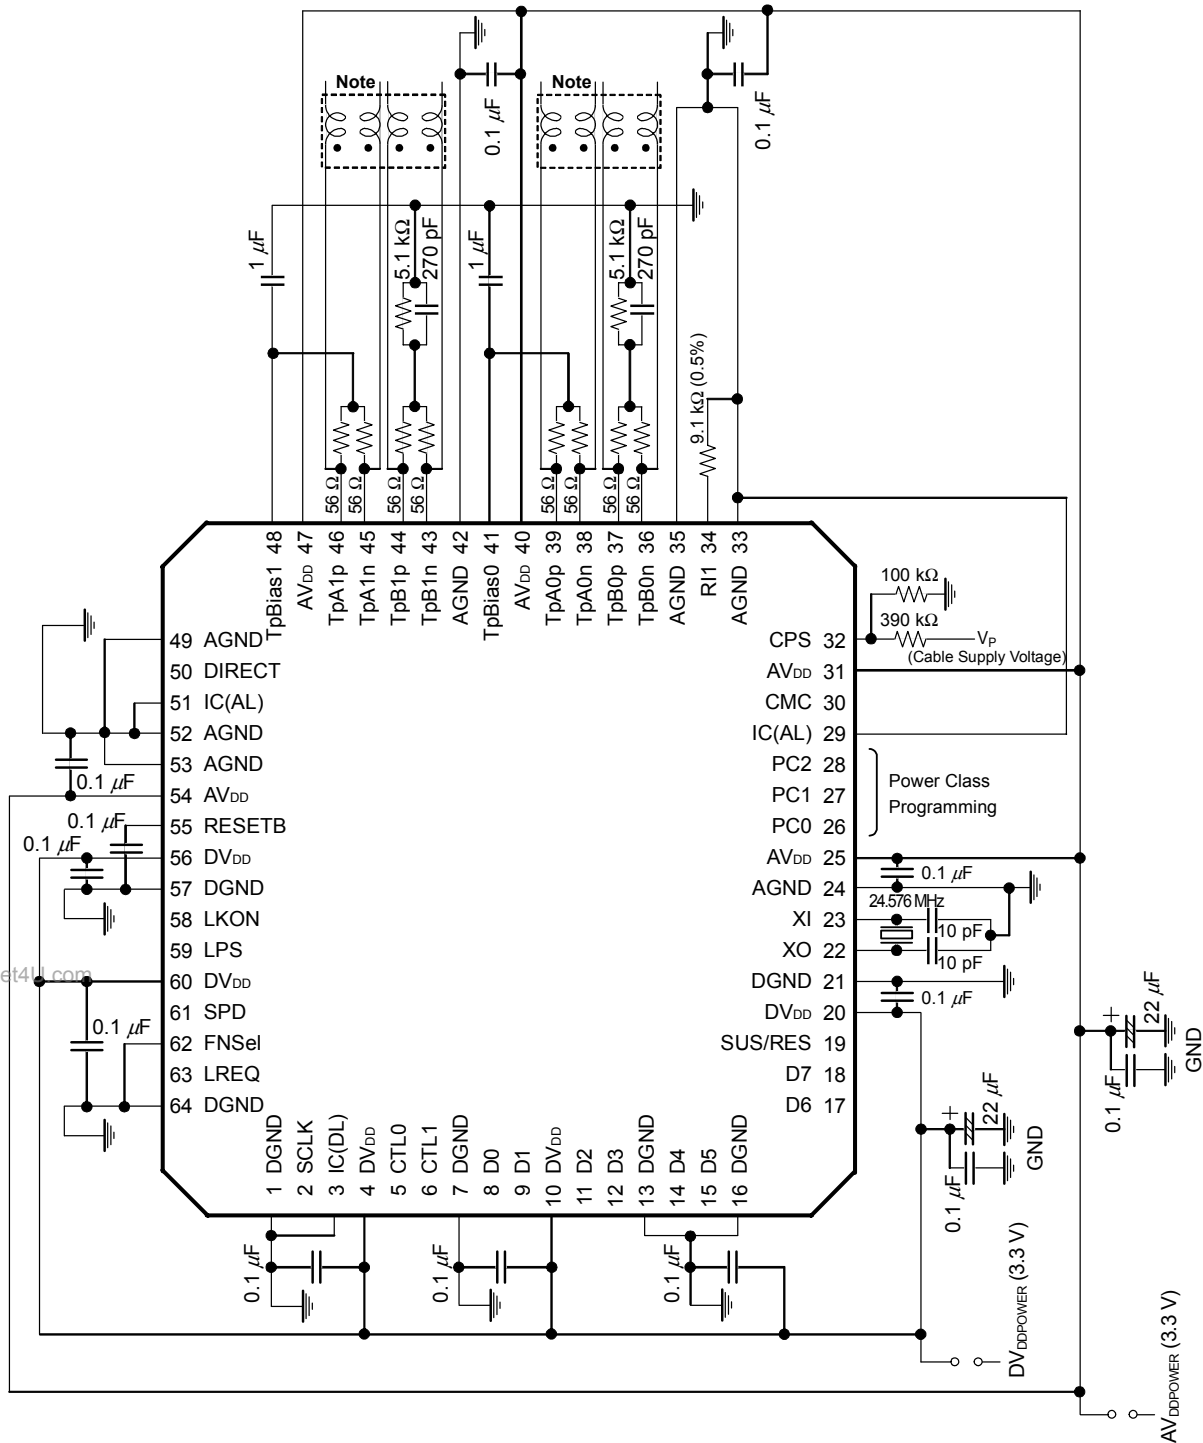 Note
Note
0.1 µF
0.1 µF
1 µF
5.1 kΩ
270 pF
1 µF
5.1 kΩ
270 pF
9.1 kΩ (0.5%)
56 Ω
56 Ω
56 Ω
56 Ω
56 Ω
56 Ω
56 Ω
56 Ω
TpBias1 48
AVDD 47
TpA1p 46
TpA1n 45
TpB1p 44
TpB1n 43
AGND 42
TpBias0 41
AVDD 40
TpA0p 39
TpA0n 38
TpB0p 37
TpB0n 36
AGND 35
RI1 34
AGND 33
49 AGND
50 DIRECT
51 IC(AL)
52 AGND
53 AGND
54 AVDD
55 RESETB
56 DVDD
57 DGND
58 LKON
59 LPS
60 DVDD
61 SPD
62 FNSel
63 LREQ
64 DGND
0.1 µF
0.1 µF
0.1 µF
0.1 µF
et4U.com
CPS 32
AVDD 31
CMC 30
IC(AL) 29
PC2 28
PC1 27
PC0 26
AVDD 25
AGND 24
XI 23
XO 22
DGND 21
DVDD 20
SUS/RES 19
D7 18
D6 17
100 kΩ
390 kΩ
VP
(Cable Supply Voltage)
Power Class
Programming
0.1 µF
24.576 MHz
10 pF
10 pF
0.1 µF
1 DGND
2 SCLK
3 IC(DL)
4 DVDD
5 CTL0
6 CTL1
7 DGND
8 D0
9 D1
10 DVDD
11 D2
12 D3
13 DGND
14 D4
15 D5
16 DGND
0.1 µF
0.1 µF
0.1 µF
+
22 µF
0.1 µF
GND
+
22 µF
0.1 µF
GND
DVDDPOWER (3.3 V)
AVDDPOWER (3.3 V)